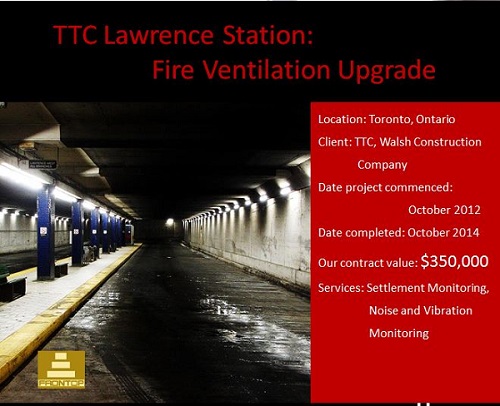 TTC Lawrence Station:
Fire Ventilation Upgrade
Location: Toronto, Ontario
Client: TTC, Walsh Construction
Company
Date project commenced:
October 2012
Date completed: October 2014
Our contract value: $350,000
Services: Settlement Monitoring,
Noise and Vibration
Monitoring
PRONTOP